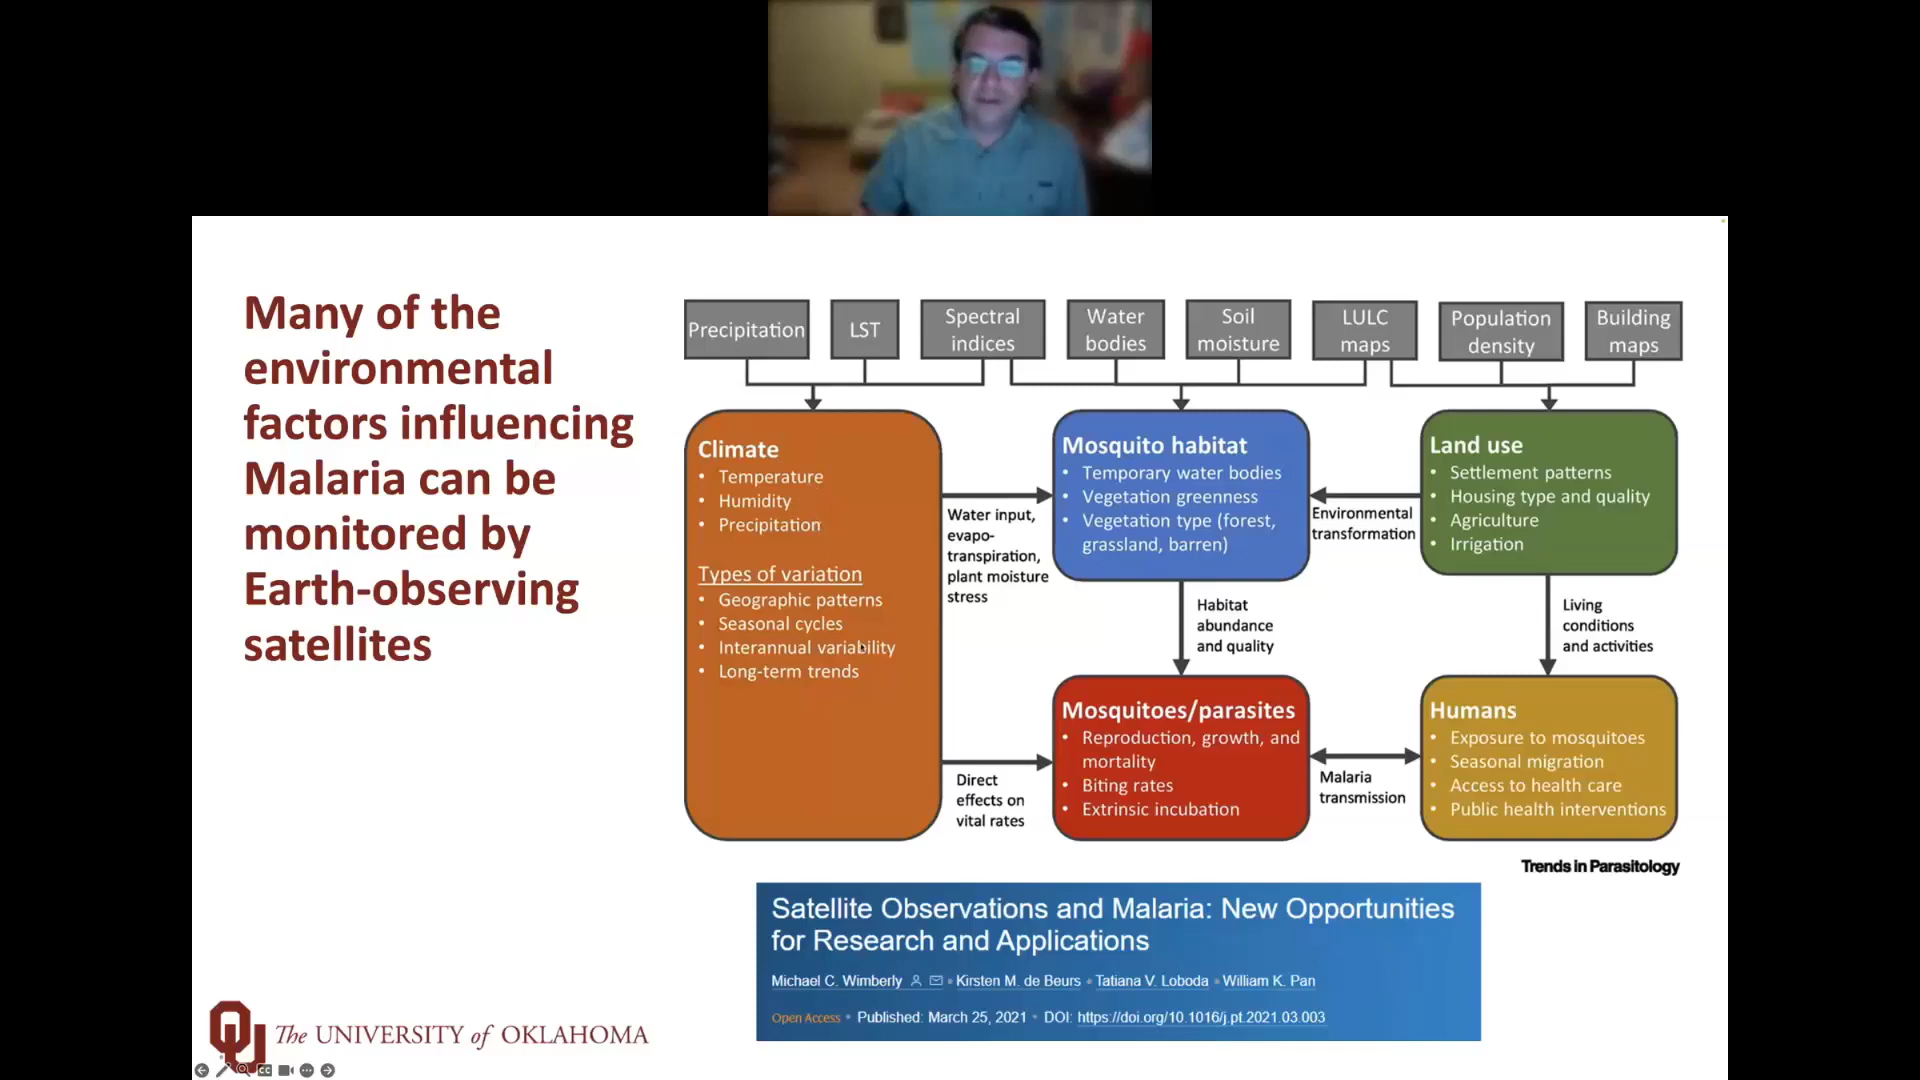 Many of the
environmental
factors influencing
Malaria can be
monitored by
Earth-observing
satellites
Precipitation
LST
Spectral
indices
Water
bodies
Soil
moisture
LULC
maps
Population
density
Building
maps
Climate
• Temperature
• Humidity
• Precipitation
Types of variation
• Geographic patterns
• Seasonal cycles
• Interannual variability
• Long-term trends
Water input,
evapo-
transpiration,
plant moisture
stress
Mosquito habitat
• Temporary water bodies
• Vegetation greenness
• Vegetation type (forest,
grassland, barren)
Environmental
transformation
Land use
• Settlement patterns
• Housing type and quality
• Agriculture
• Irrigation
Habitat
abundance
and quality
Living
conditions
and activities
Direct
effects on
vital rates
Mosquitoes/parasites
• Reproduction, growth, and
mortality
• Biting rates
• Extrinsic incubation
Malaria
transmission
Humans
• Exposure to mosquitoes
• Seasonal migration
• Access to health care
• Public health interventions
Trends in Parasitology
Satellite Observations and Malaria: New Opportunities
for Research and Applications
Michael C. Wimberly • Kirsten M. de Beurs • Tatiana V. Loboda • William K. Pan
Open Access • Published: March 25, 2021 • DOI: https://doi.org/10.1016/j.pt.2021.03.003
OU The UNIVERSITY of OKLAHOMA
CC